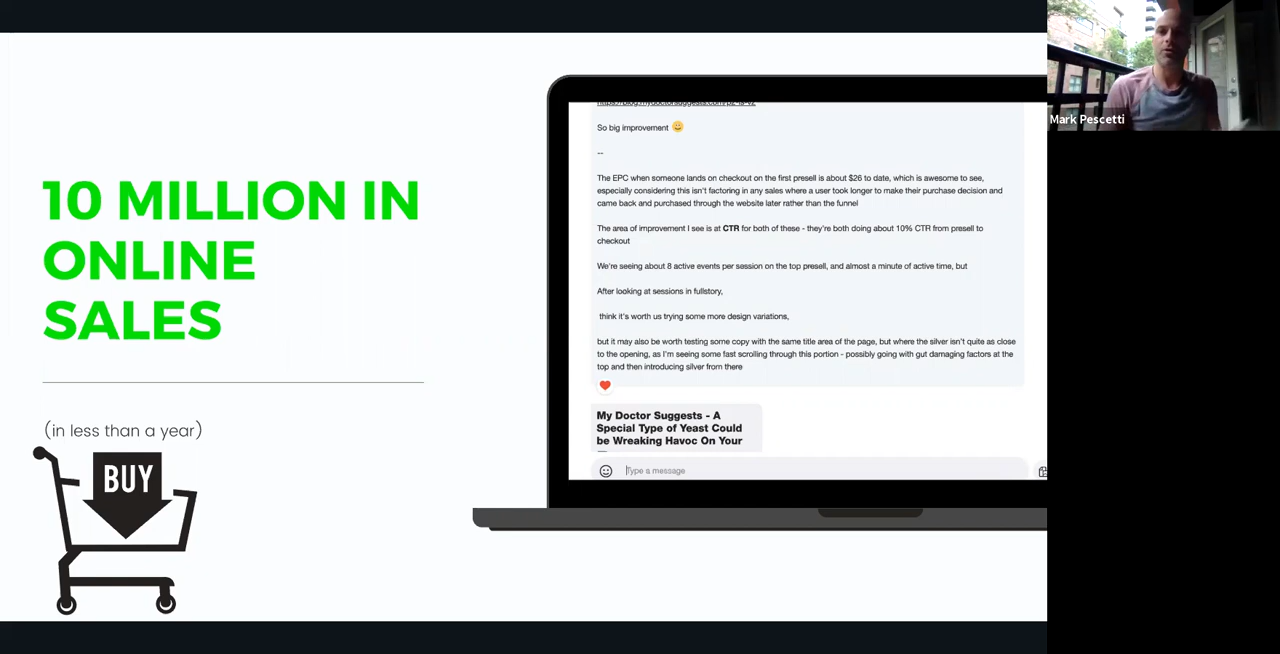 10 MILLION IN
ONLINE
SALES
(in less than a year)
BUY
So big improvement
--
The EPC when someone lands on checkout on the first presell is about $26 to date, which is awesome to see,
especially considering this isn't factoring in any sales where a user took longer to make their purchase decision and
came back and purchased through the website later rather than the funnel
The area of improvement I see is at CTR for both of these - they're both doing about 10% CTR from presell to
checkout
We're seeing about 8 active events per session on the top presell, and almost a minute of active time, but
After looking at sessions in fullstory,
think it's worth us trying some more design variations,
but it may also be worth testing some copy with the same title area of the page, but where the silver isn't quite as close
to the opening, as I'm seeing some fast scrolling through this portion - possibly going with gut damaging factors at the
top and then introducing silver from there
My Doctor Suggests - A
Special Type of Yeast Could
be Wreaking Havoc On Your
Type a message
Mark Pescetti